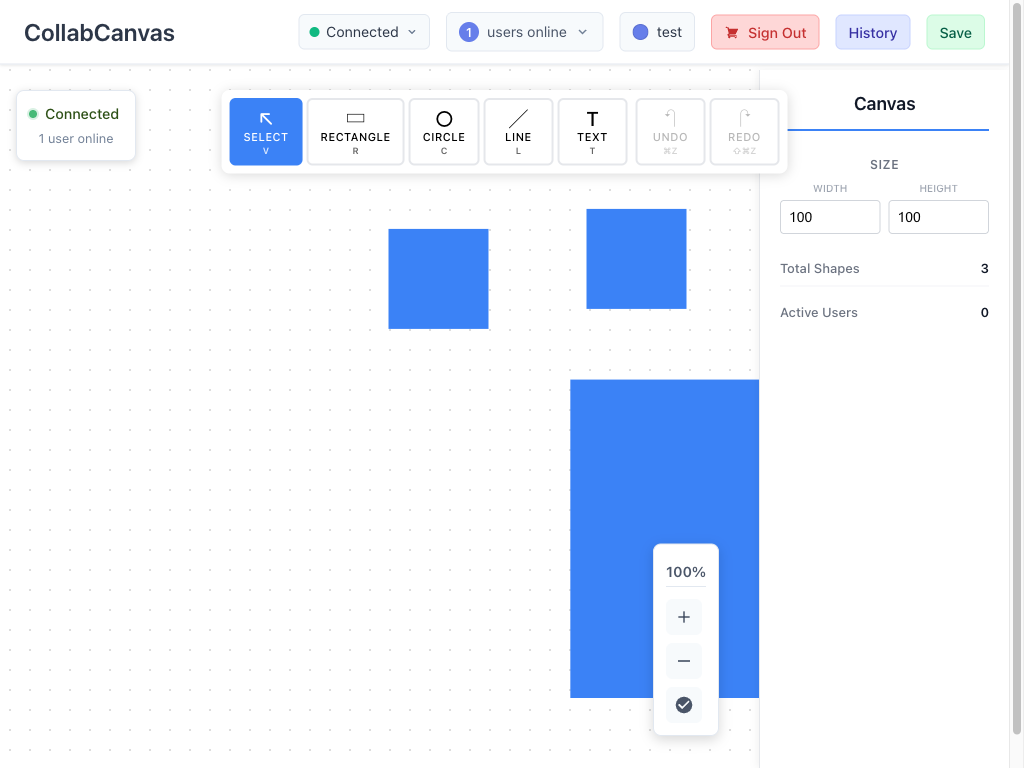 CollabCanvas
Connected
1 users online
test
Sign Out
History
Save
Connected
1 user online
SELECT
V
RECTANGLE
R
CIRCLE
C
LINE
L
T
TEXT
T
UNDO
⌘Z
REDO
⇧⌘Z
Canvas
SIZE
WIDTH HEIGHT
100 100
Total Shapes 3
Active Users 0
100%